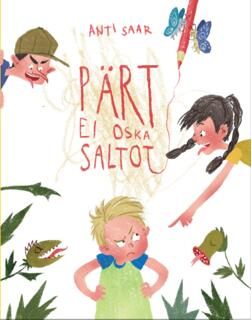 ANTI SAAR
PÄRT
EI OSKA
SALTOT